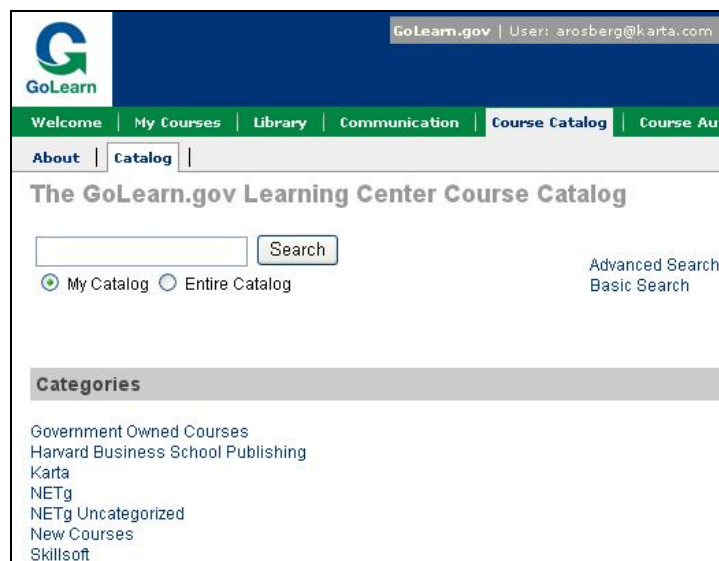 GoLearn.gov | User: arosberg@karta.com
GoLearn
Welcome | My Courses | Library | Communication | Course Catalog | Course Au
About | Catalog |
The GoLearn.gov Learning Center Course Catalog
Search
My Catalog Entire Catalog
Advanced Search
Basic Search
Categories
Government Owned Courses
Harvard Business School Publishing
Karta
NETg
NETg Uncategorized
New Courses
Skillsoft